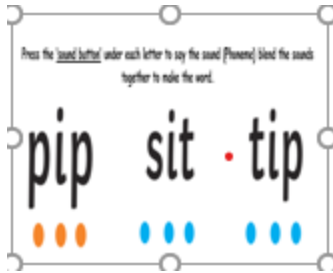 Press the 'sound button' under each letter to say the sound (Phoneme) blend the sounds
together to make the word.
pip sit tip